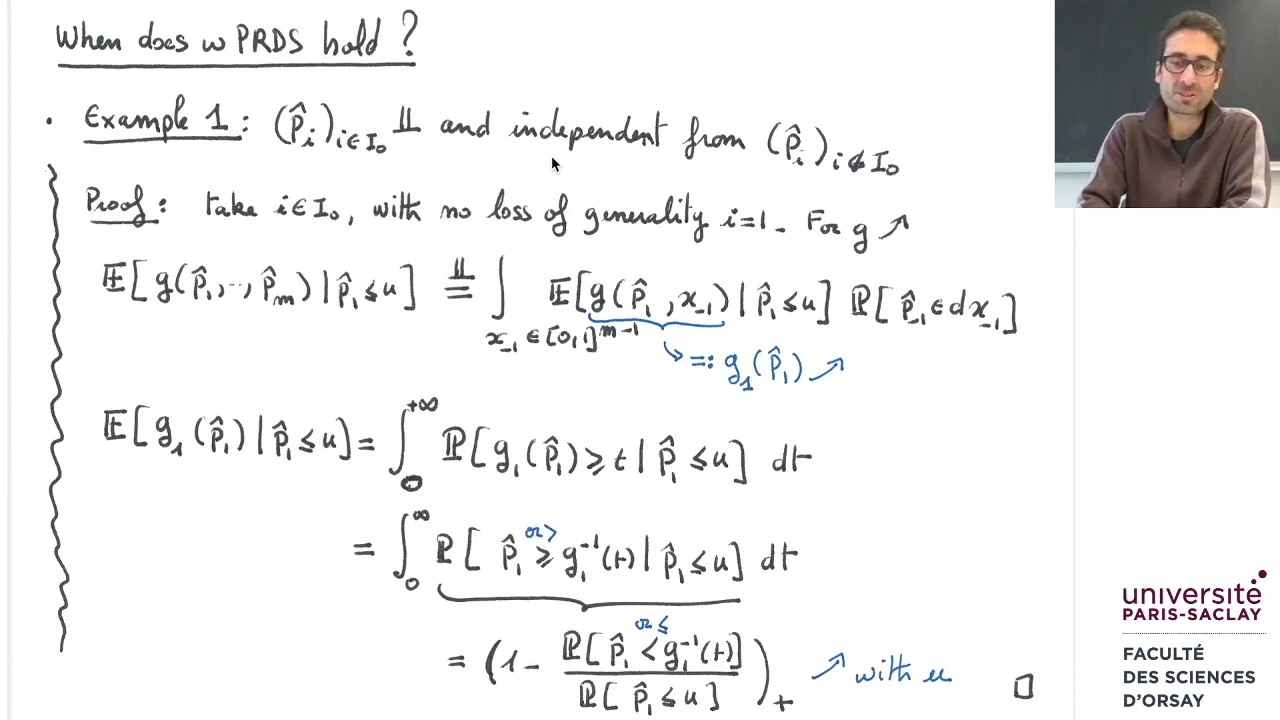 When does wPRDS hold ?
. Example 1 : (p̂ᵢ)_{i∈I₀} ⫫ and independent from (p̂ᵢ)_{i∉I₀}
Proof : take i∈I₀, with no loss of generality i=1 - For g ↗
𝔼[g(p̂₁,..,p̂ₘ) | p̂₁≤u] =^{⫫} ∫_{x₋₁∈[0,1]^{m-1}} 𝔼[g(p̂₁,x₋₁) | p̂₁≤u] ℙ[p̂₋₁∈dx₋₁]
↳ =: g₁(p̂₁) ↗
𝔼[g₁(p̂₁) | p̂₁≤u] = ∫_0^{+∞} ℙ[g₁(p̂₁)≥t | p̂₁≤u] dt
= ∫_0^∞ ℙ[p̂₁ ≥ g₁⁻¹(t) | p̂₁≤u] dt
or >
= (1 - ℙ[p̂₁ < g₁⁻¹(t)] / ℙ[p̂₁≤u])₊ ↗ with u □
or ≤
université
PARIS-SACLAY
FACULTÉ
DES SCIENCES
D'ORSAY